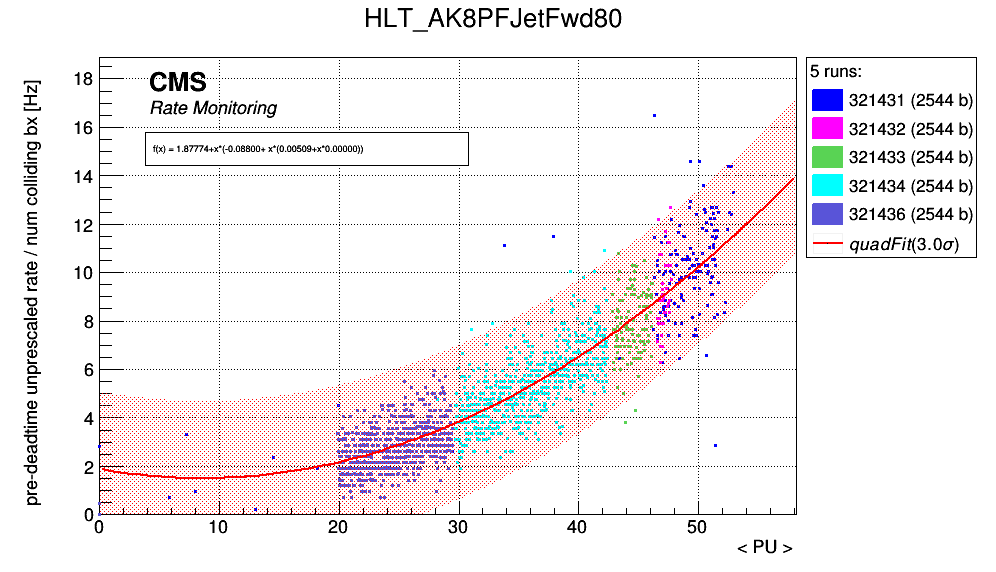 HLT_AK8PFJetFwd80
pre-deadtime unprescaled rate / num colliding bx [Hz]
18
16
14
12
10
8
6
4
2
0
CMS
Rate Monitoring
f(x) = 1.87774+x*(-0.08800+ x*(0.00509+x*0.00000))
0 10 20 30 40 50
< PU >
5 runs:
321431 (2544 b)
321432 (2544 b)
321433 (2544 b)
321434 (2544 b)
321436 (2544 b)
quadFit(3.0σ)